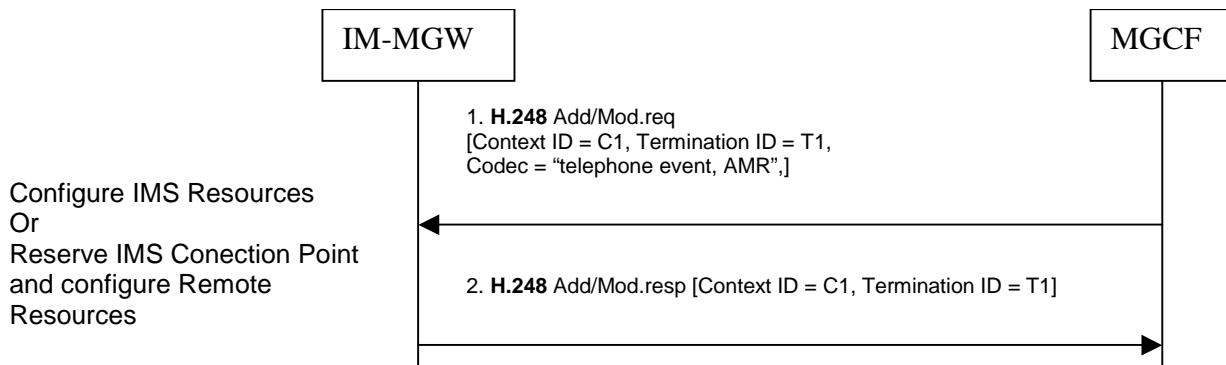 IM-MGW
MGCF
1. H.248 Add/Mod.req
[Context ID = C1, Termination ID = T1,
Codec = “telephone event, AMR”,]
Configure IMS Resources
Or
Reserve IMS Conection Point
and configure Remote
Resources
2. H.248 Add/Mod.resp [Context ID = C1, Termination ID = T1]